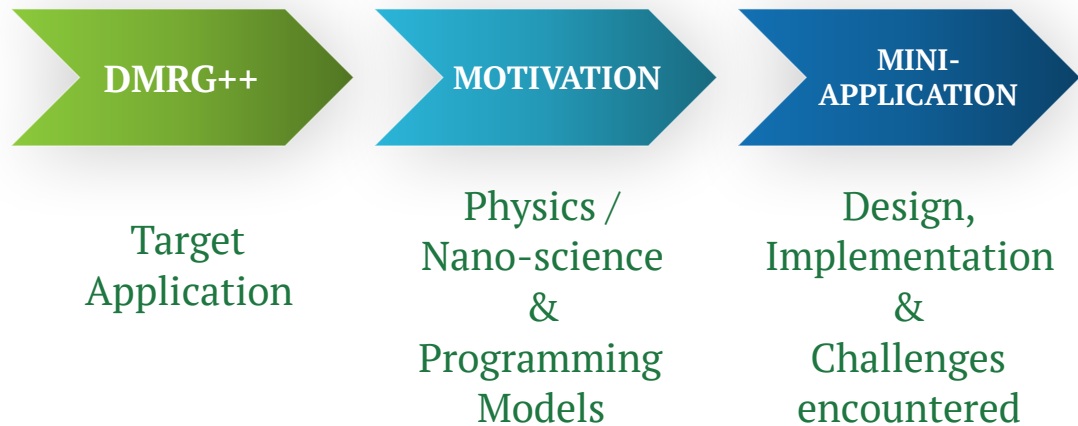 DMRG++
Target
Application
MOTIVATION
Physics /
Nano-science
&
Programming
Models
MINI-
APPLICATION
Design,
Implementation
&
Challenges
encountered